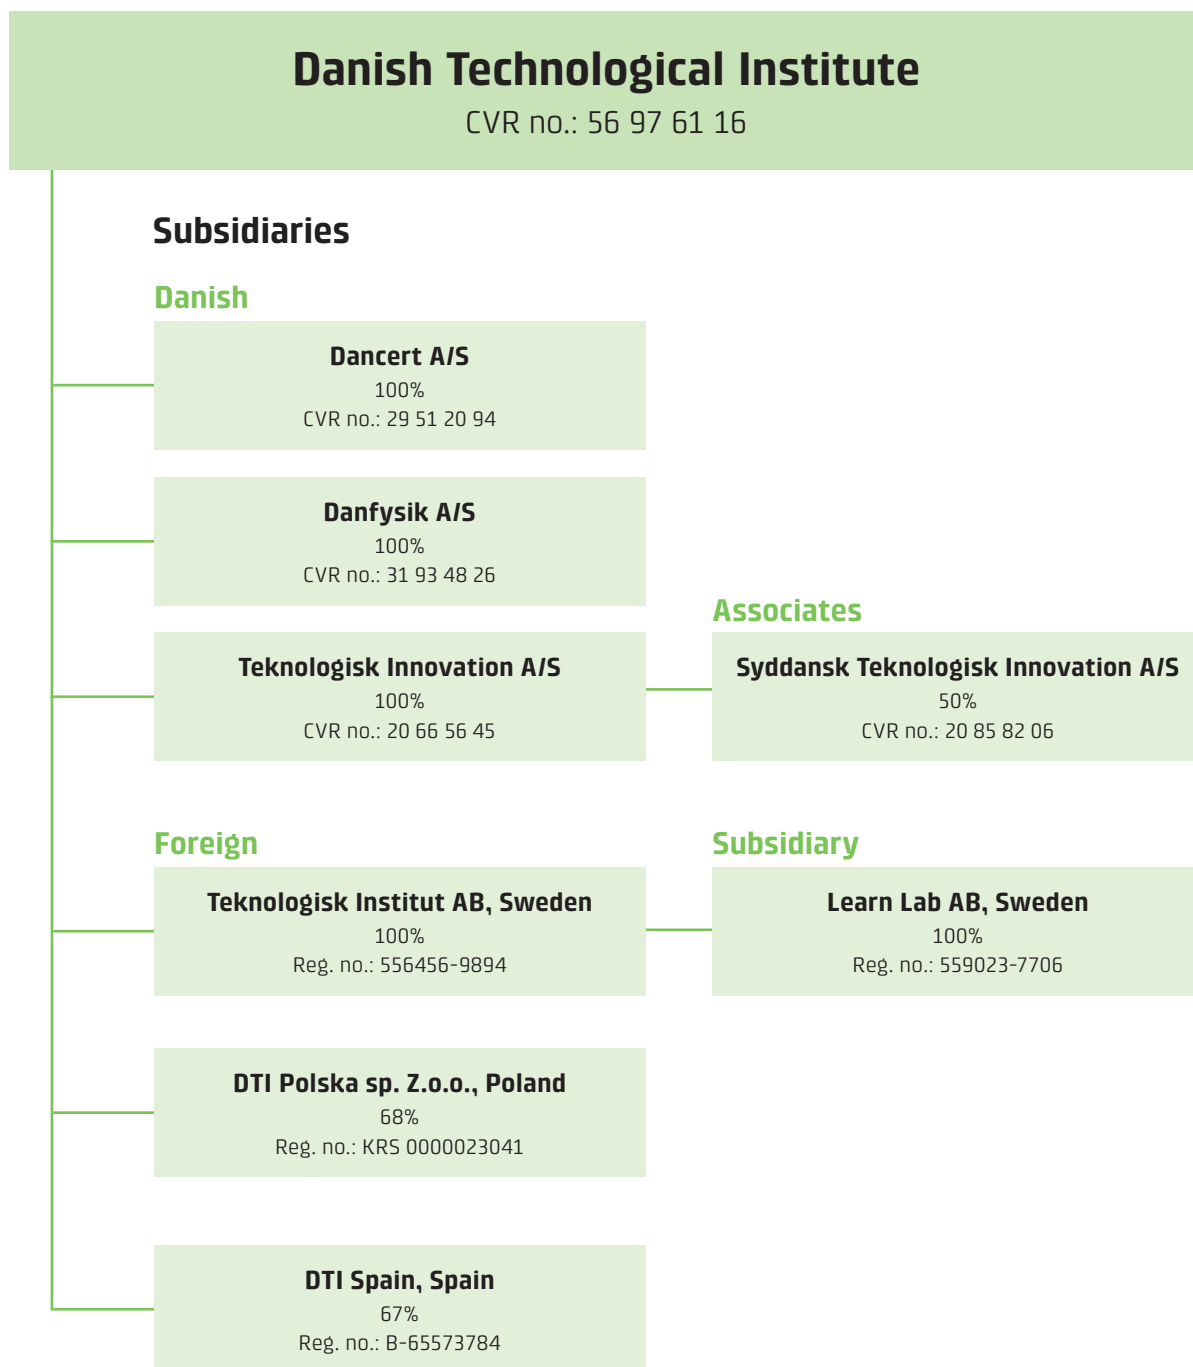 Danish Technological Institute
CVR no.: 56 97 61 16
Subsidiaries
Danish
Dancert A/S
100%
CVR no.: 29 51 20 94
Danfysik A/S
100%
CVR no.: 31 93 48 26
Teknologisk Innovation A/S
100%
CVR no.: 20 66 56 45
Associates
Syddansk Teknologisk Innovation A/S
50%
CVR no.: 20 85 82 06
Foreign
Teknologisk Institut AB, Sweden
100%
Reg. no.: 556456-9894
Subsidiary
Learn Lab AB, Sweden
100%
Reg. no.: 559023-7706
DTI Polska sp. Z.o.o., Poland
68%
Reg. no.: KRS 0000023041
DTI Spain, Spain
67%
Reg. no.: B-65573784